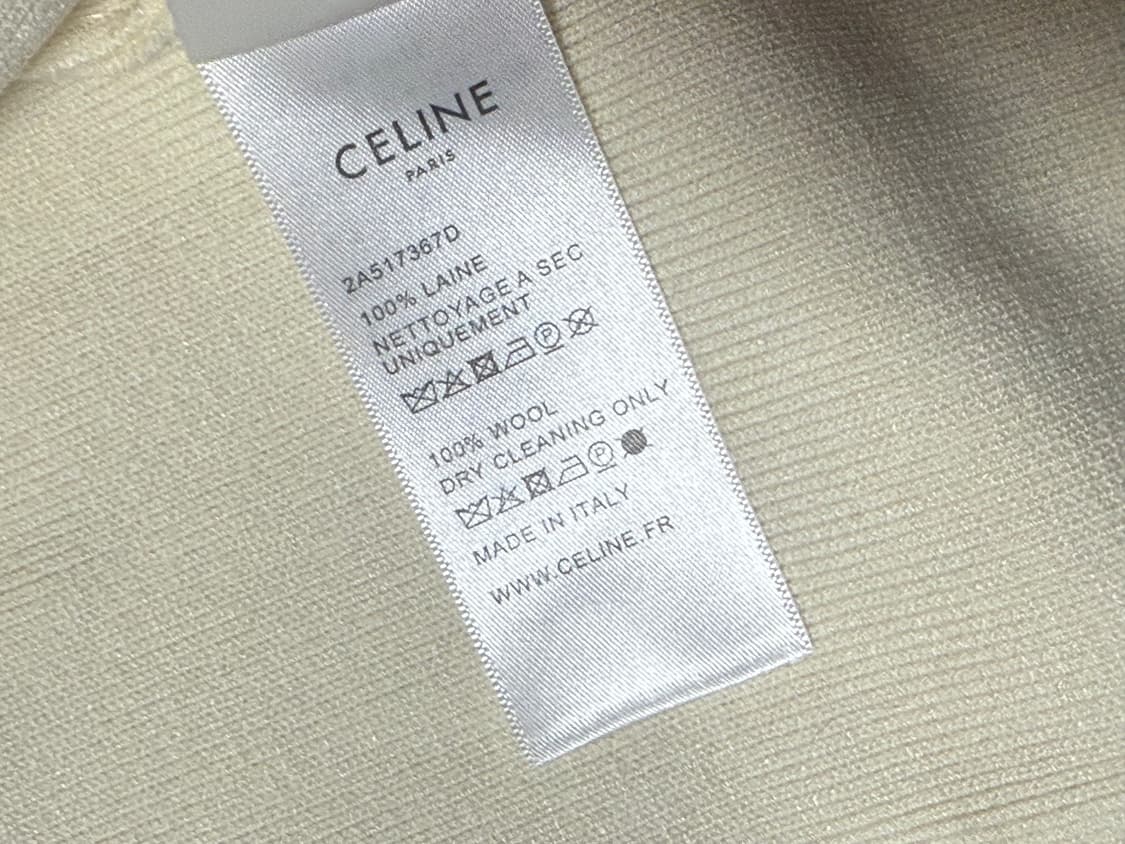 CELINE
PARIS
2A517367D
100% LAINE
NETTOYAGE A SEC
UNIQUEMENT
P
100% WOOL
DRY CLEANING ONLY
P
MADE IN ITALY
WWW.CELINE.FR